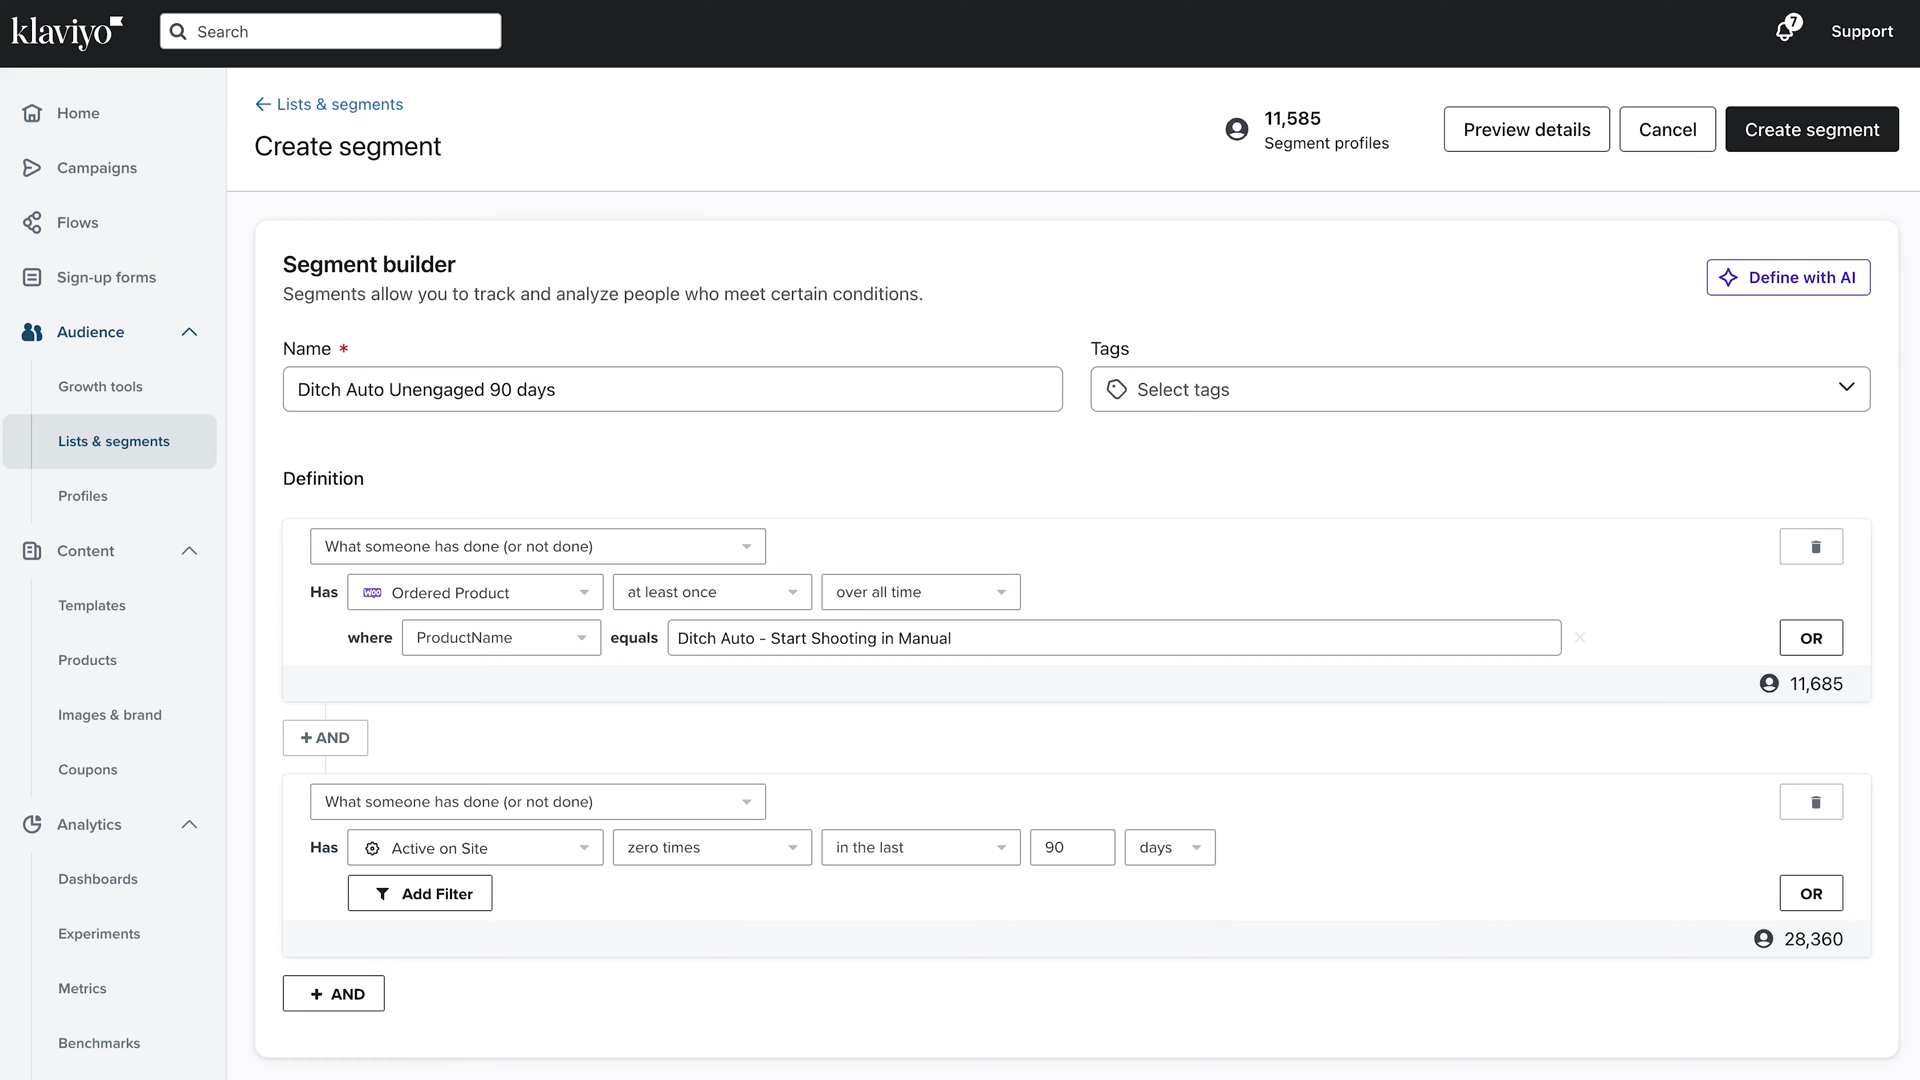 klaviyo
Search
7
Support
Home
Campaigns
Flows
Sign-up forms
Audience
Growth tools
Lists & segments
Profiles
Content
Templates
Products
Images & brand
Coupons
Analytics
Dashboards
Experiments
Metrics
Benchmarks
← Lists & segments
Create segment
11,585
Segment profiles
Preview details
Cancel
Create segment
Segment builder
Segments allow you to track and analyze people who meet certain conditions.
Define with AI
Name *
Ditch Auto Unengaged 90 days
Tags
Select tags
Definition
What someone has done (or not done)
Has Woo Ordered Product at least once over all time
where ProductName equals Ditch Auto - Start Shooting in Manual
OR
11,685
+ AND
What someone has done (or not done)
Has Active on Site zero times in the last 90 days
Add Filter
OR
28,360
+ AND